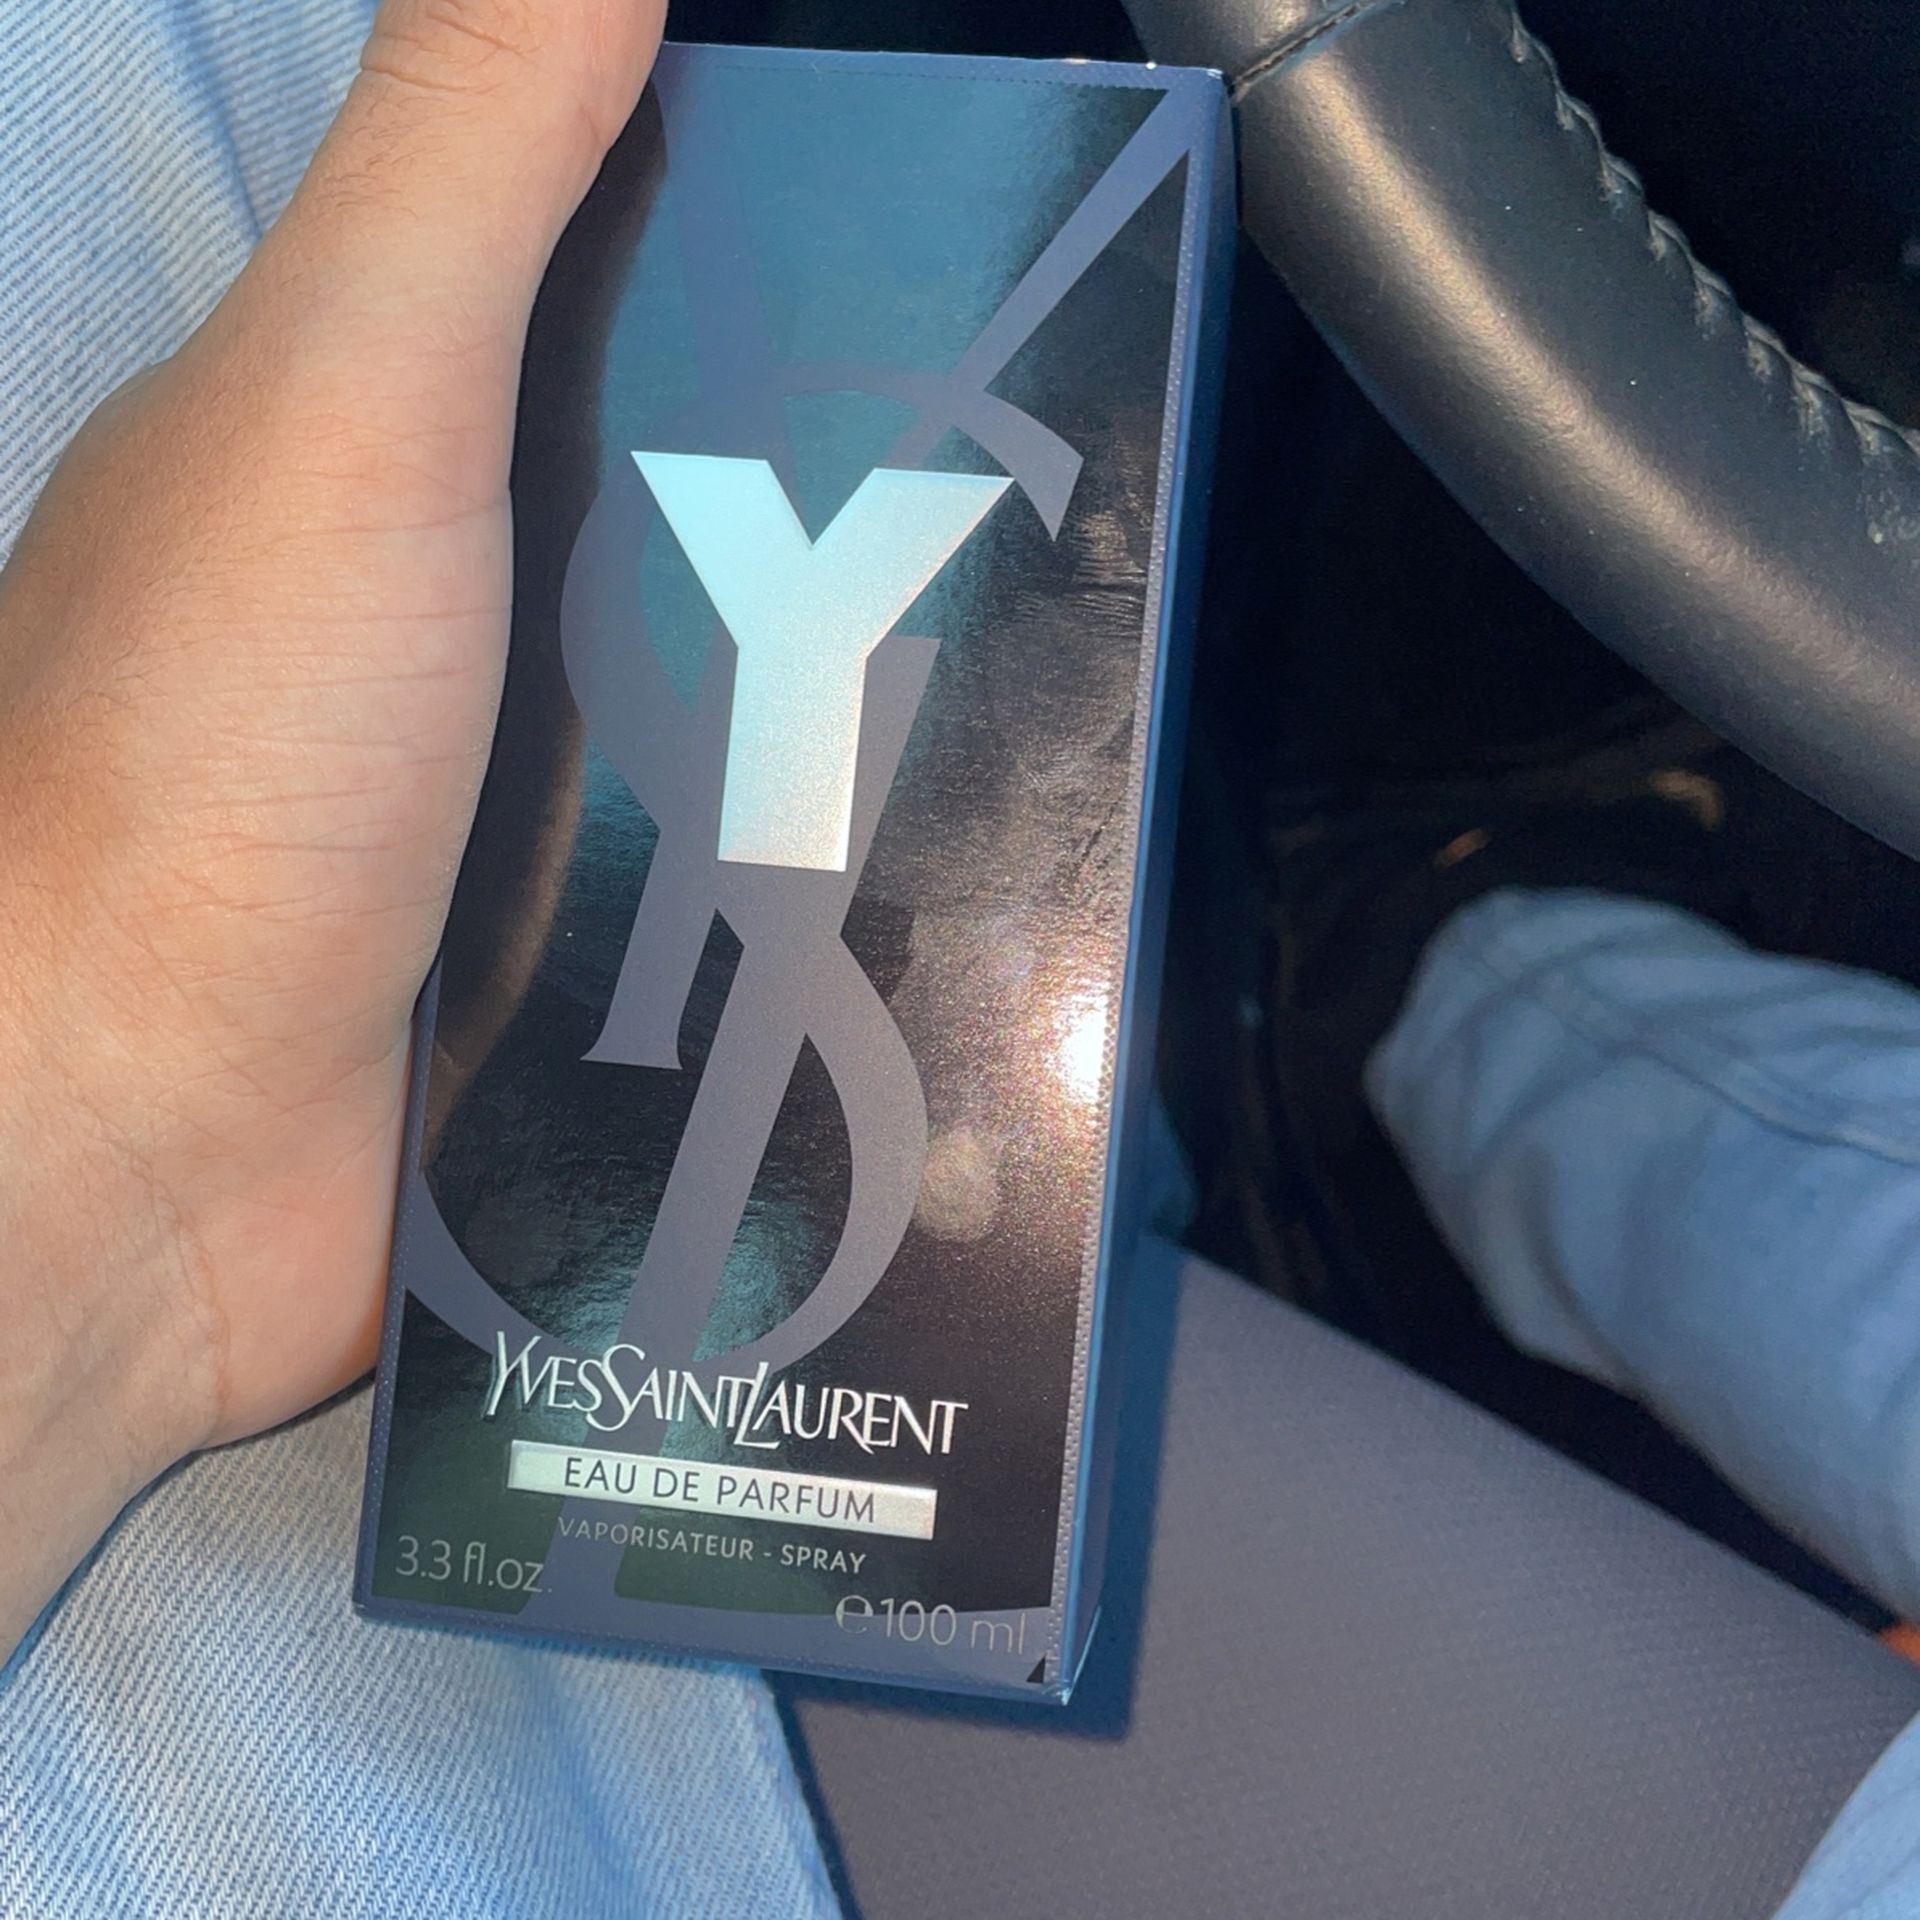 Y
YVESSAINTLAURENT
EAU DE PARFUM
VAPORISATEUR - SPRAY
3.3 fl.oz.
℮100 ml